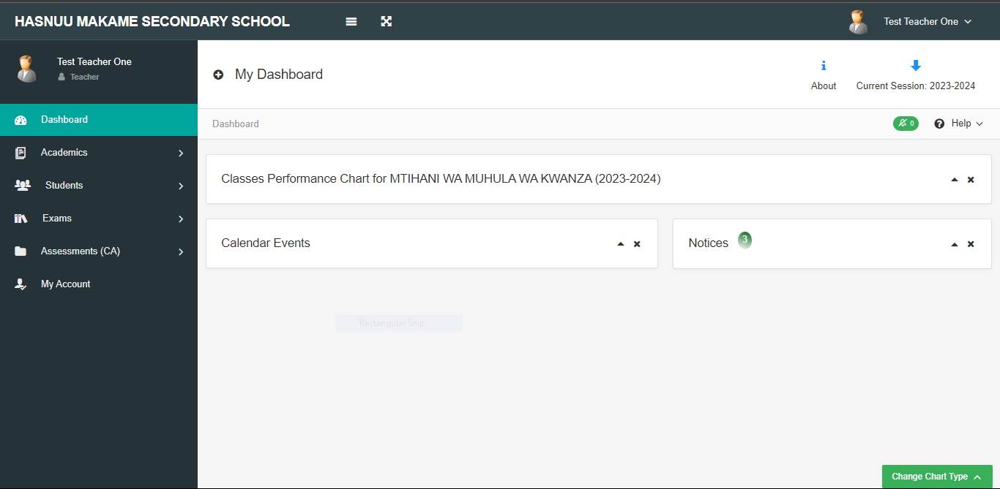 HASNUU MAKAME SECONDARY SCHOOL
Test Teacher One
Test Teacher One
Teacher
My Dashboard
About
Current Session: 2023-2024
Dashboard
Academics
Students
Exams
Assessments (CA)
My Account
Dashboard
0
Help
Classes Performance Chart for MTIHANI WA MUHULA WA KWANZA (2023-2024)
Calendar Events
Notices 3
Rectangular Snip
Change Chart Type